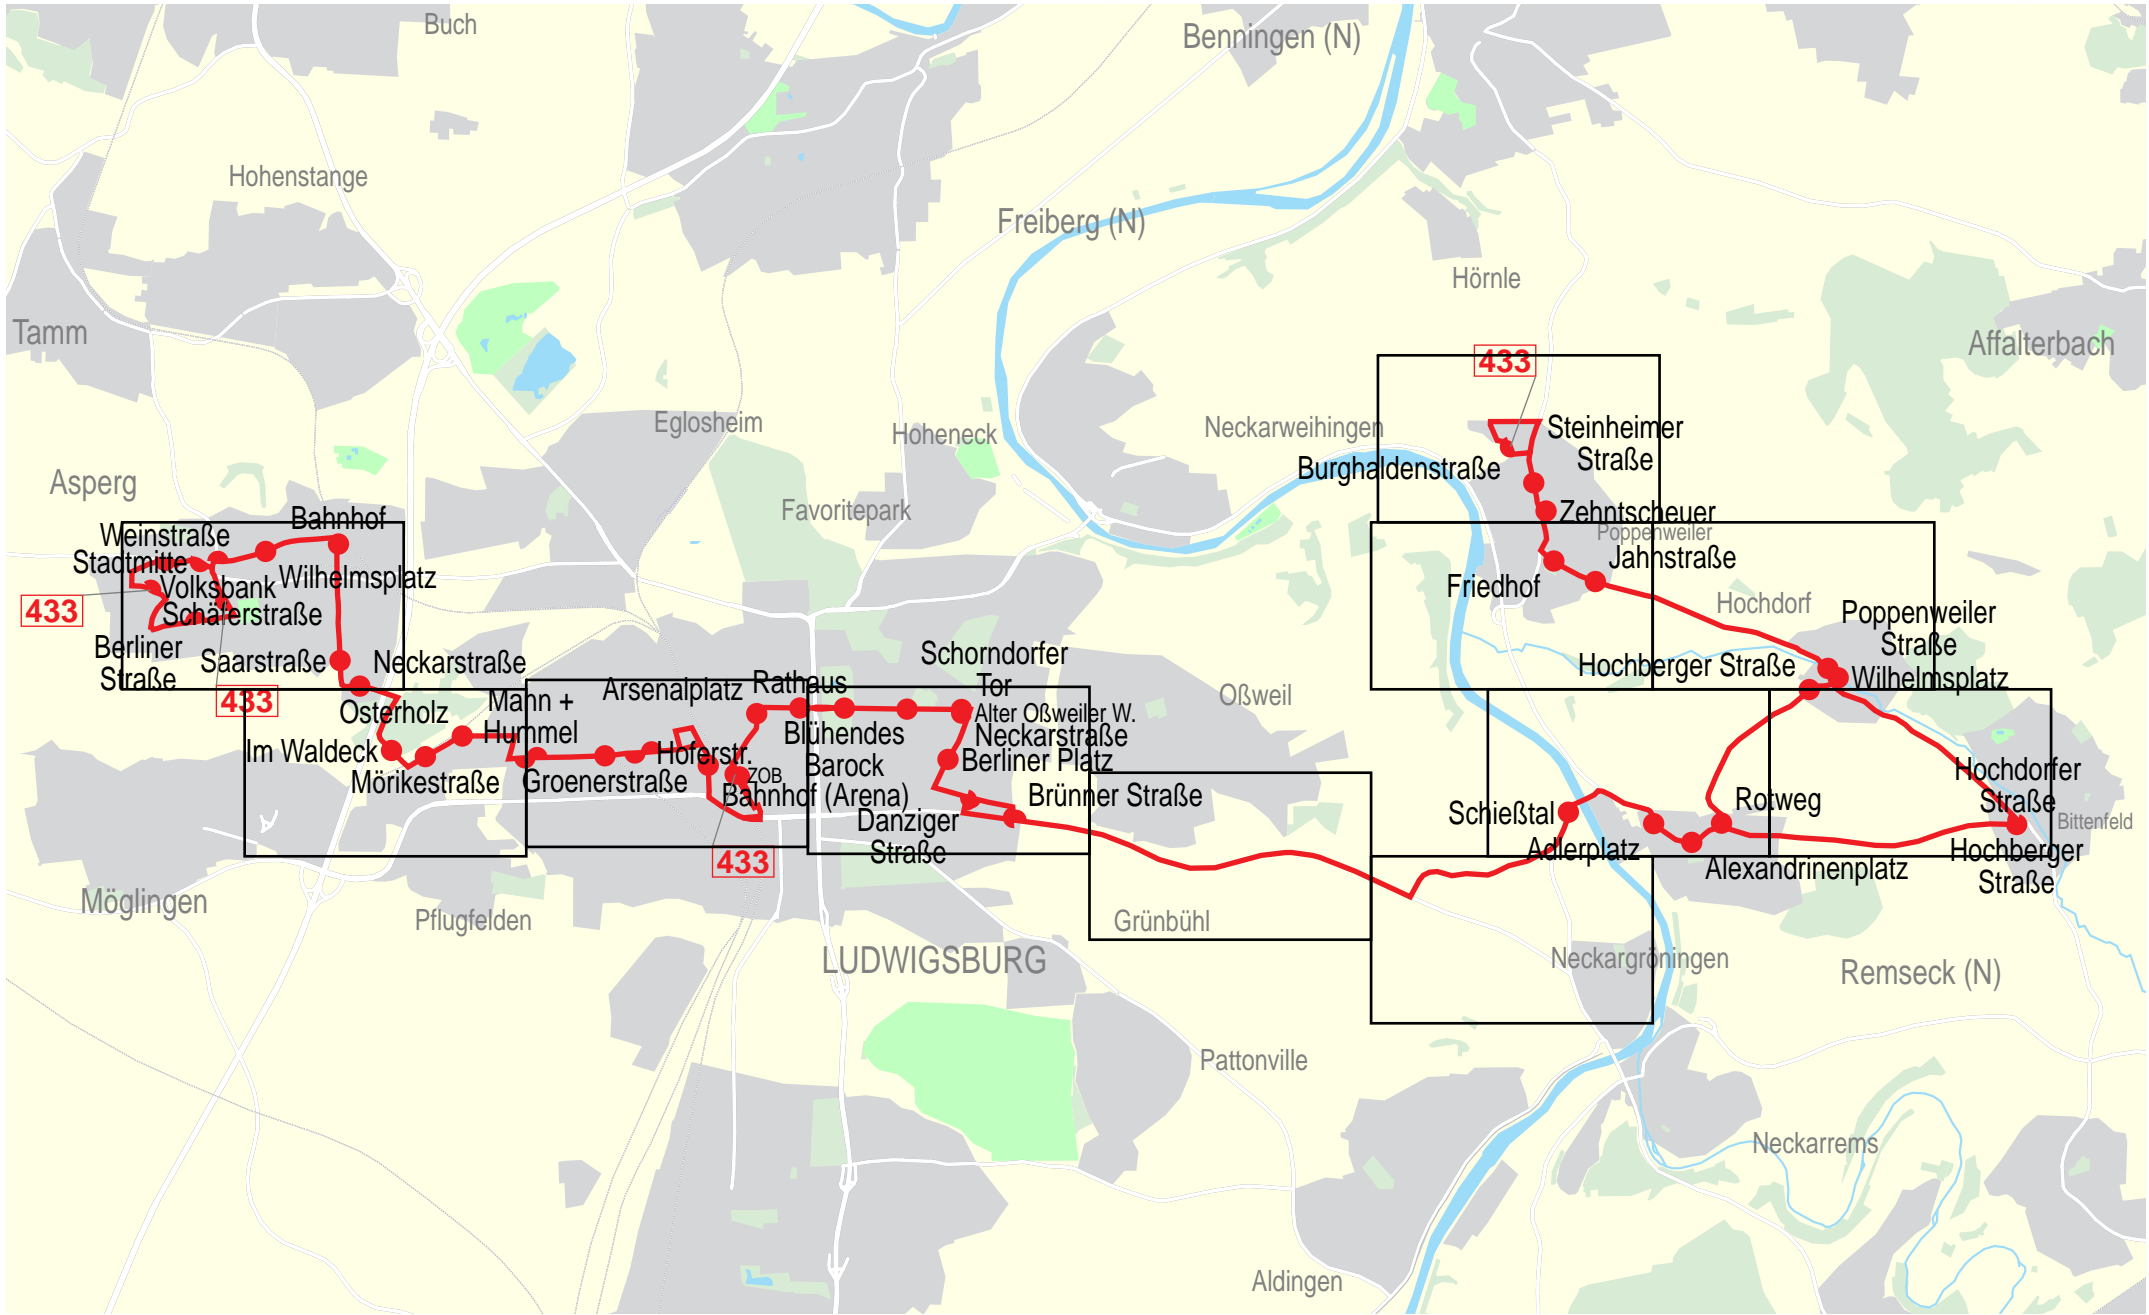 Buch
Benningen (N)
Hohenstange
Freiberg (N)
Hörnle
Tamm
Affalterbach
433
Eglosheim
Hoheneck
Neckarweihingen
Steinheimer
Straße
Burghaldenstraße
Asperg
Favoritepark
Zehntscheuer
Poppenweiler
Weinstraße
Bahnhof
Stadtmitte
Jahnstraße
Wilhelmsplatz
Volksbank
Friedhof
433
Schäferstraße
Hochdorf
Poppenweiler
Straße
Berliner
Straße
Saarstraße
Neckarstraße
Schorndorfer
Tor
Hochberger Straße
Wilhelmsplatz
433
Osterholz
Mann +
Hummel
Arsenalplatz
Rathaus
Oßweil
Alter Oßweiler W.
Neckarstraße
Blühendes
Barock
Im Waldeck
Hoferstr.
Berliner Platz
Mörikestraße
Groenerstraße
ZOB
Bahnhof (Arena)
Brünner Straße
Hochdorfer
Straße
Schießtal
Rotweg
Danziger
Straße
Bittenfeld
Adlerplatz
Hochberger
Straße
433
Alexandrinenplatz
Möglingen
Pflugfelden
Grünbühl
LUDWIGSBURG
Neckargröningen
Remseck (N)
Pattonville
Neckarrems
Aldingen